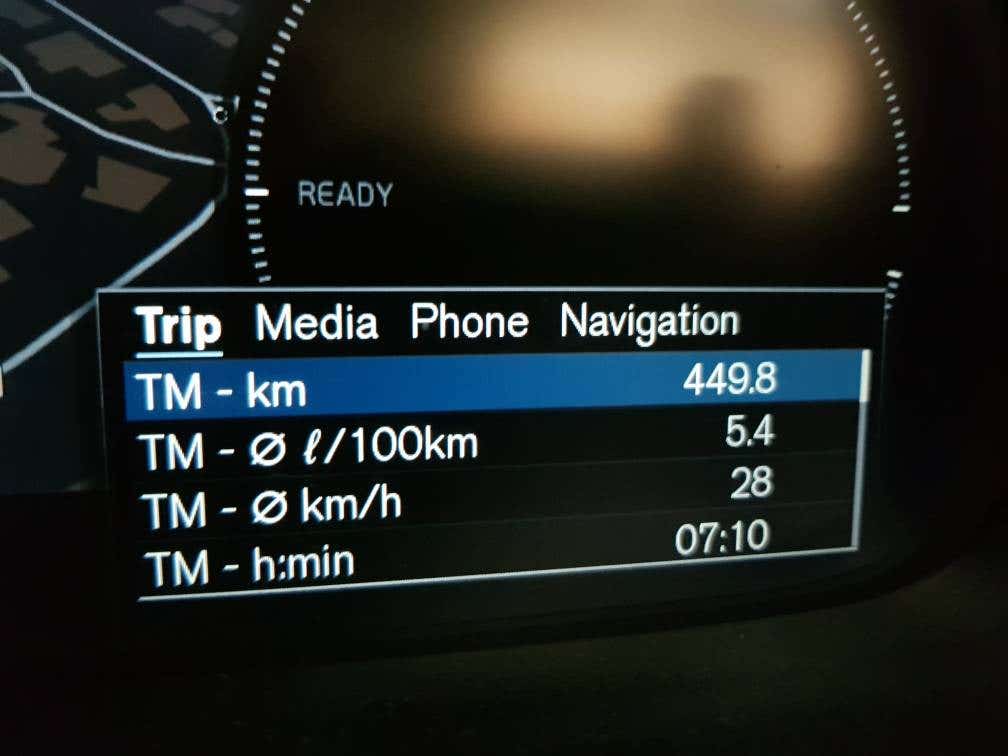 READY
Trip Media Phone Navigation
TM - km 449.8
TM - Ø ℓ/100km 5.4
TM - Ø km/h 28
TM - h:min 07:10